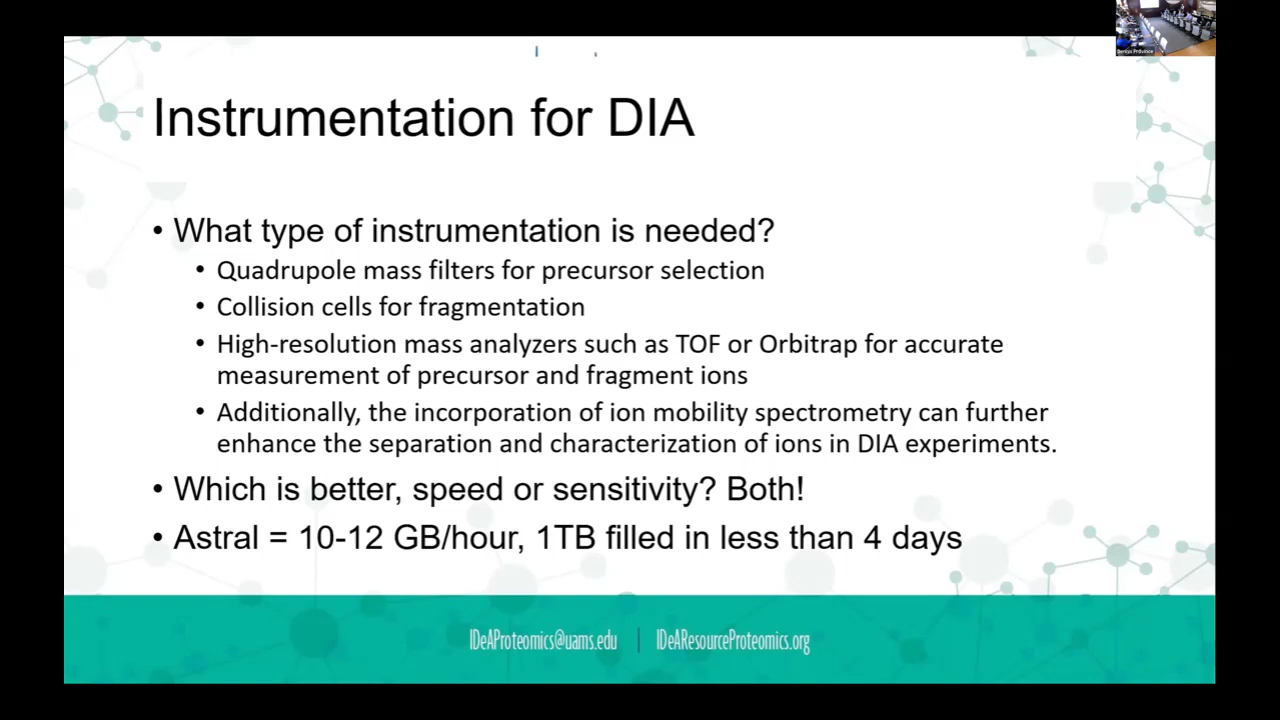 Instrumentation for DIA
• What type of instrumentation is needed?
• Quadrupole mass filters for precursor selection
• Collision cells for fragmentation
• High-resolution mass analyzers such as TOF or Orbitrap for accurate
measurement of precursor and fragment ions
• Additionally, the incorporation of ion mobility spectrometry can further
enhance the separation and characterization of ions in DIA experiments.
• Which is better, speed or sensitivity? Both!
• Astral = 10-12 GB/hour, 1TB filled in less than 4 days
IDeAProteomics@uams.edu | IDeAResourceProteomics.org